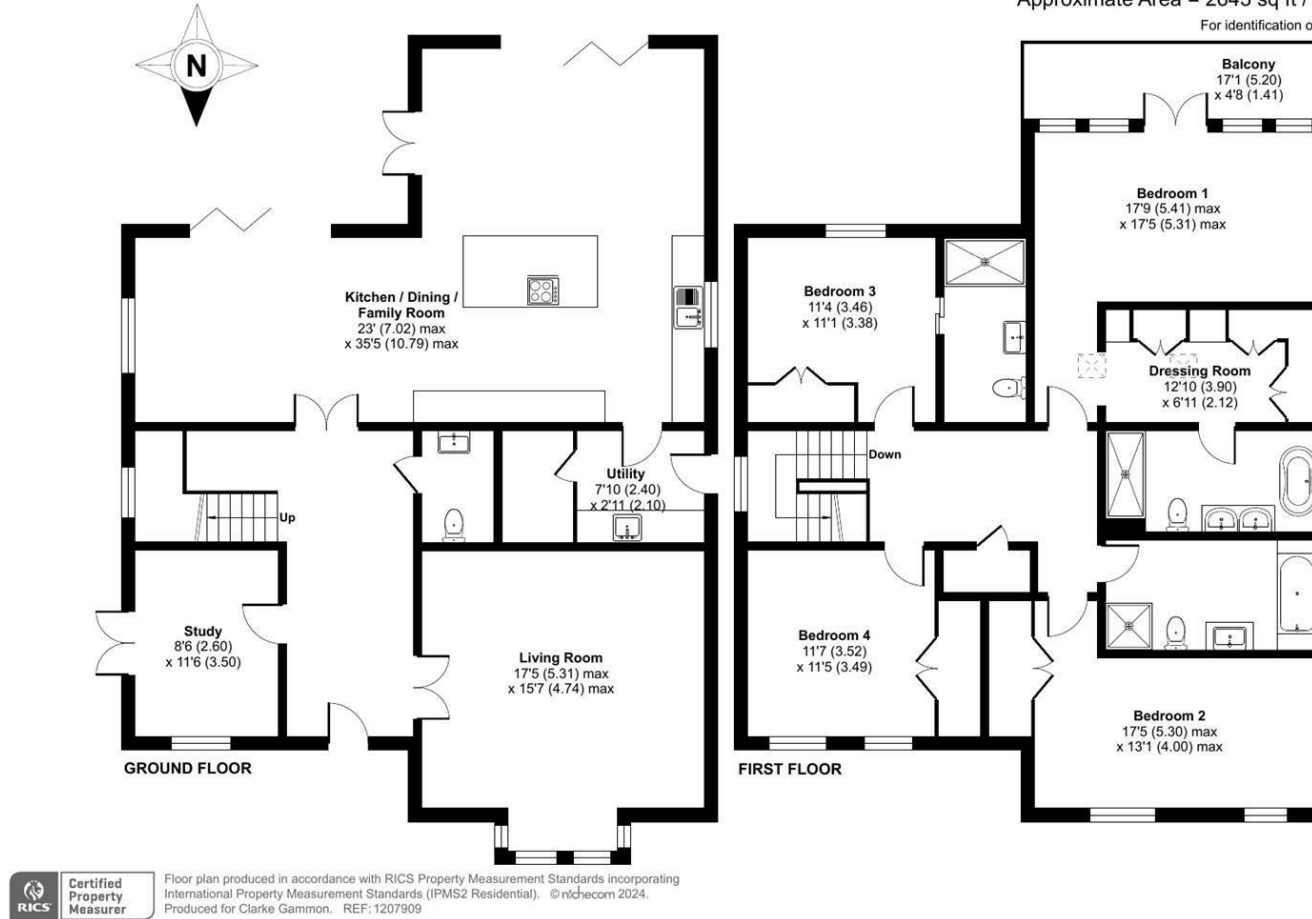 Approximate Area = 2645 sq ft /
For identification o
N
Balcony
17'1 (5.20)
x 4'8 (1.41)
Bedroom 1
17'9 (5.41) max
x 17'5 (5.31) max
Bedroom 3
11'4 (3.46)
x 11'1 (3.38)
Kitchen / Dining /
Family Room
23' (7.02) max
x 35'5 (10.79) max
Dressing Room
12'10 (3.90)
x 6'11 (2.12)
Utility
7'10 (2.40)
x 2'11 (2.10)
Down
Up
Study
8'6 (2.60)
x 11'6 (3.50)
Living Room
17'5 (5.31) max
x 15'7 (4.74) max
Bedroom 4
11'7 (3.52)
x 11'5 (3.49)
Bedroom 2
17'5 (5.30) max
x 13'1 (4.00) max
GROUND FLOOR
FIRST FLOOR
RICS
Certified
Property
Measurer
Floor plan produced in accordance with RICS Property Measurement Standards incorporating
International Property Measurement Standards (IPMS2 Residential). © nichecom 2024.
Produced for Clarke Gammon. REF: 1207909